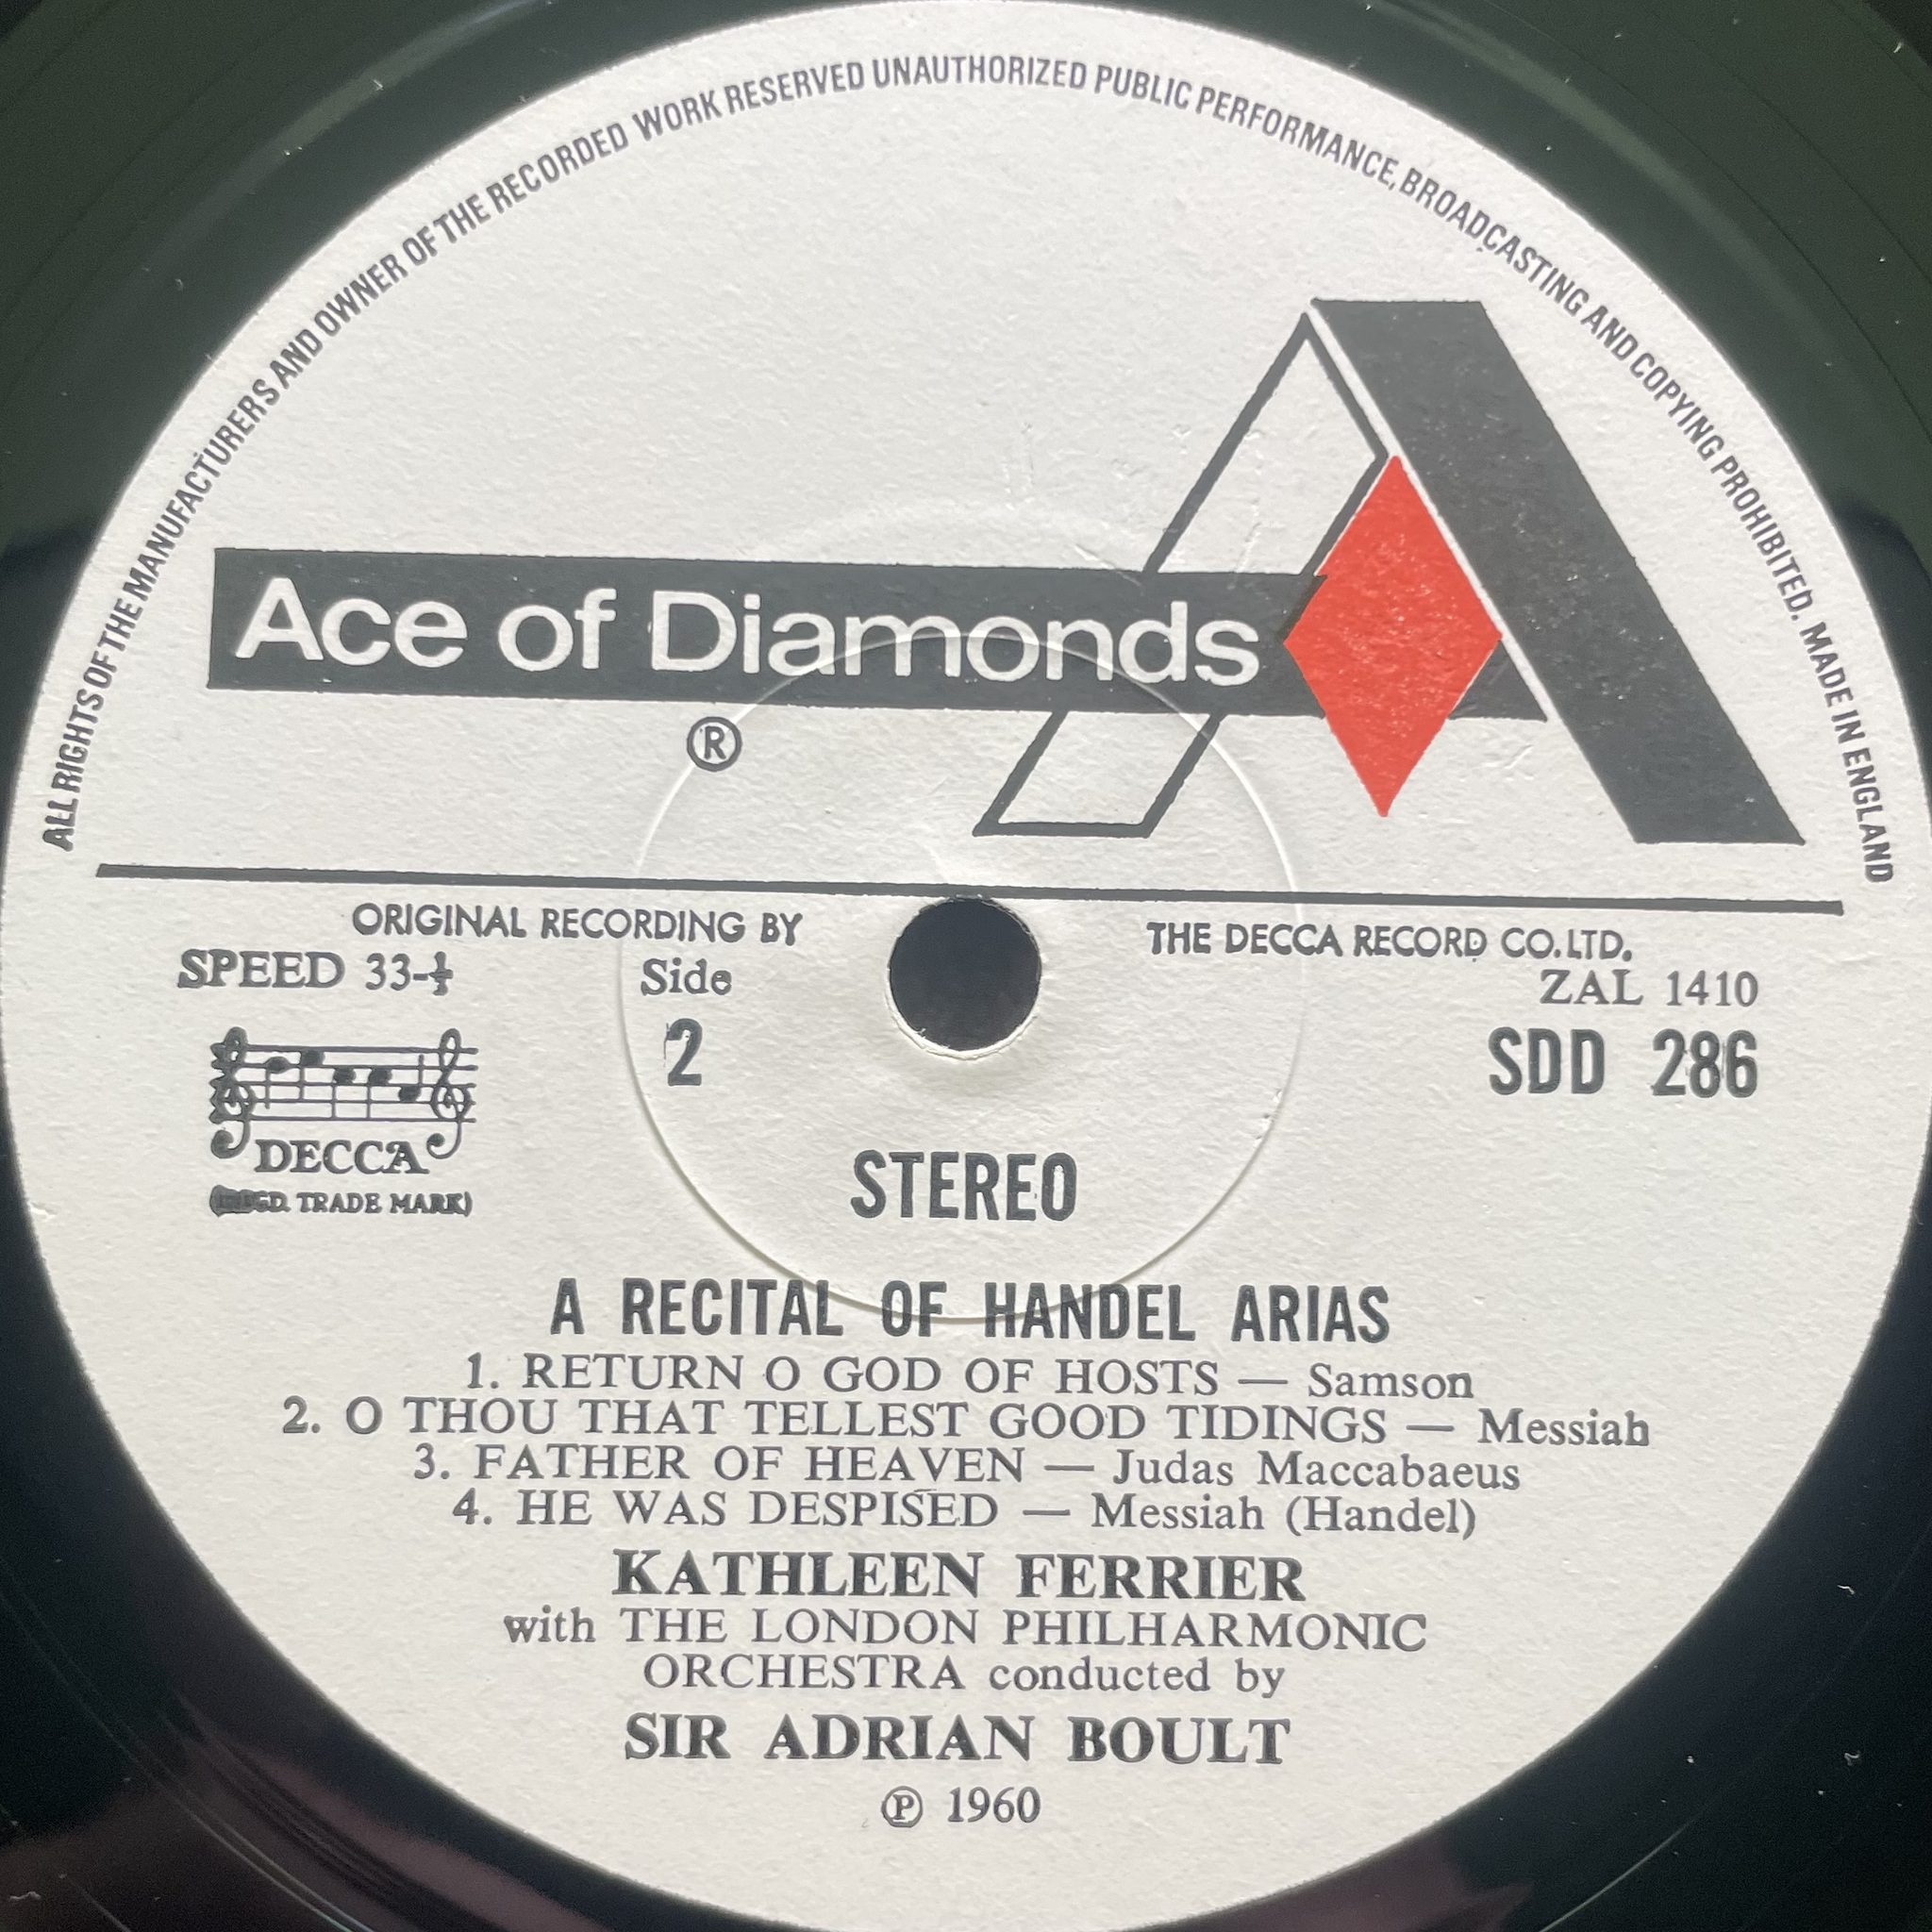 ALL RIGHTS OF THE MANUFACTURERS AND OWNER OF THE RECORDED WORK RESERVED UNAUTHORIZED PUBLIC PERFORMANCE, BROADCASTING AND COPYING PROHIBITED. MADE IN ENGLAND
Ace of Diamonds
®
ORIGINAL RECORDING BY THE DECCA RECORD CO. LTD.
SPEED 33-⅓ Side ZAL 1410
2 SDD 286
DECCA
TRADE MARK)
STEREO
A RECITAL OF HANDEL ARIAS
1. RETURN O GOD OF HOSTS — Samson
2. O THOU THAT TELLEST GOOD TIDINGS — Messiah
3. FATHER OF HEAVEN — Judas Maccabaeus
4. HE WAS DESPISED — Messiah (Handel)
KATHLEEN FERRIER
with THE LONDON PHILHARMONIC
ORCHESTRA conducted by
SIR ADRIAN BOULT
℗ 1960